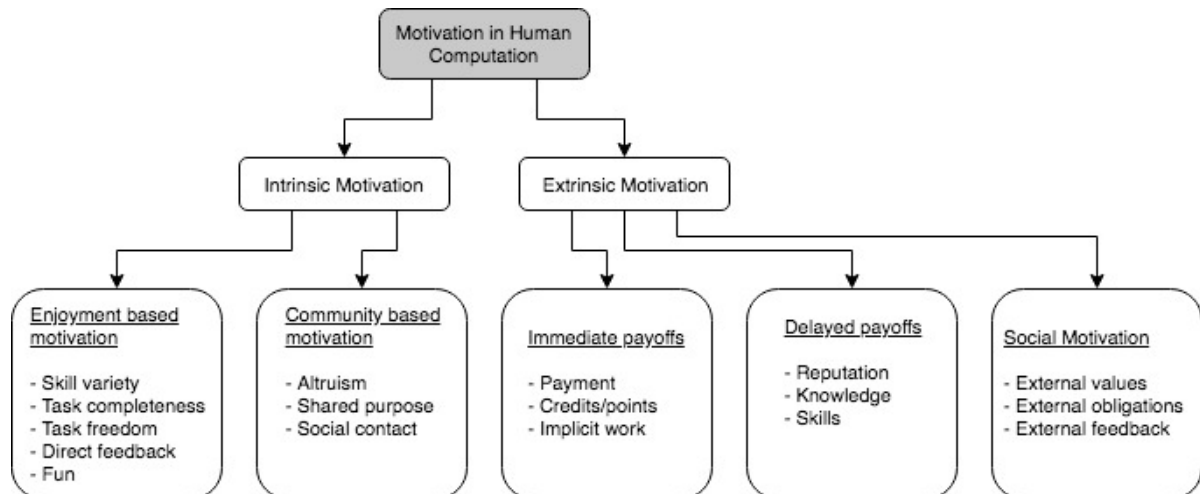 Motivation in Human
Computation
Intrinsic Motivation
Extrinsic Motivation
Enjoyment based
motivation
- Skill variety
- Task completeness
- Task freedom
- Direct feedback
- Fun
Community based
motivation
- Altruism
- Shared purpose
- Social contact
Immediate payoffs
- Payment
- Credits/points
- Implicit work
Delayed payoffs
- Reputation
- Knowledge
- Skills
Social Motivation
- External values
- External obligations
- External feedback